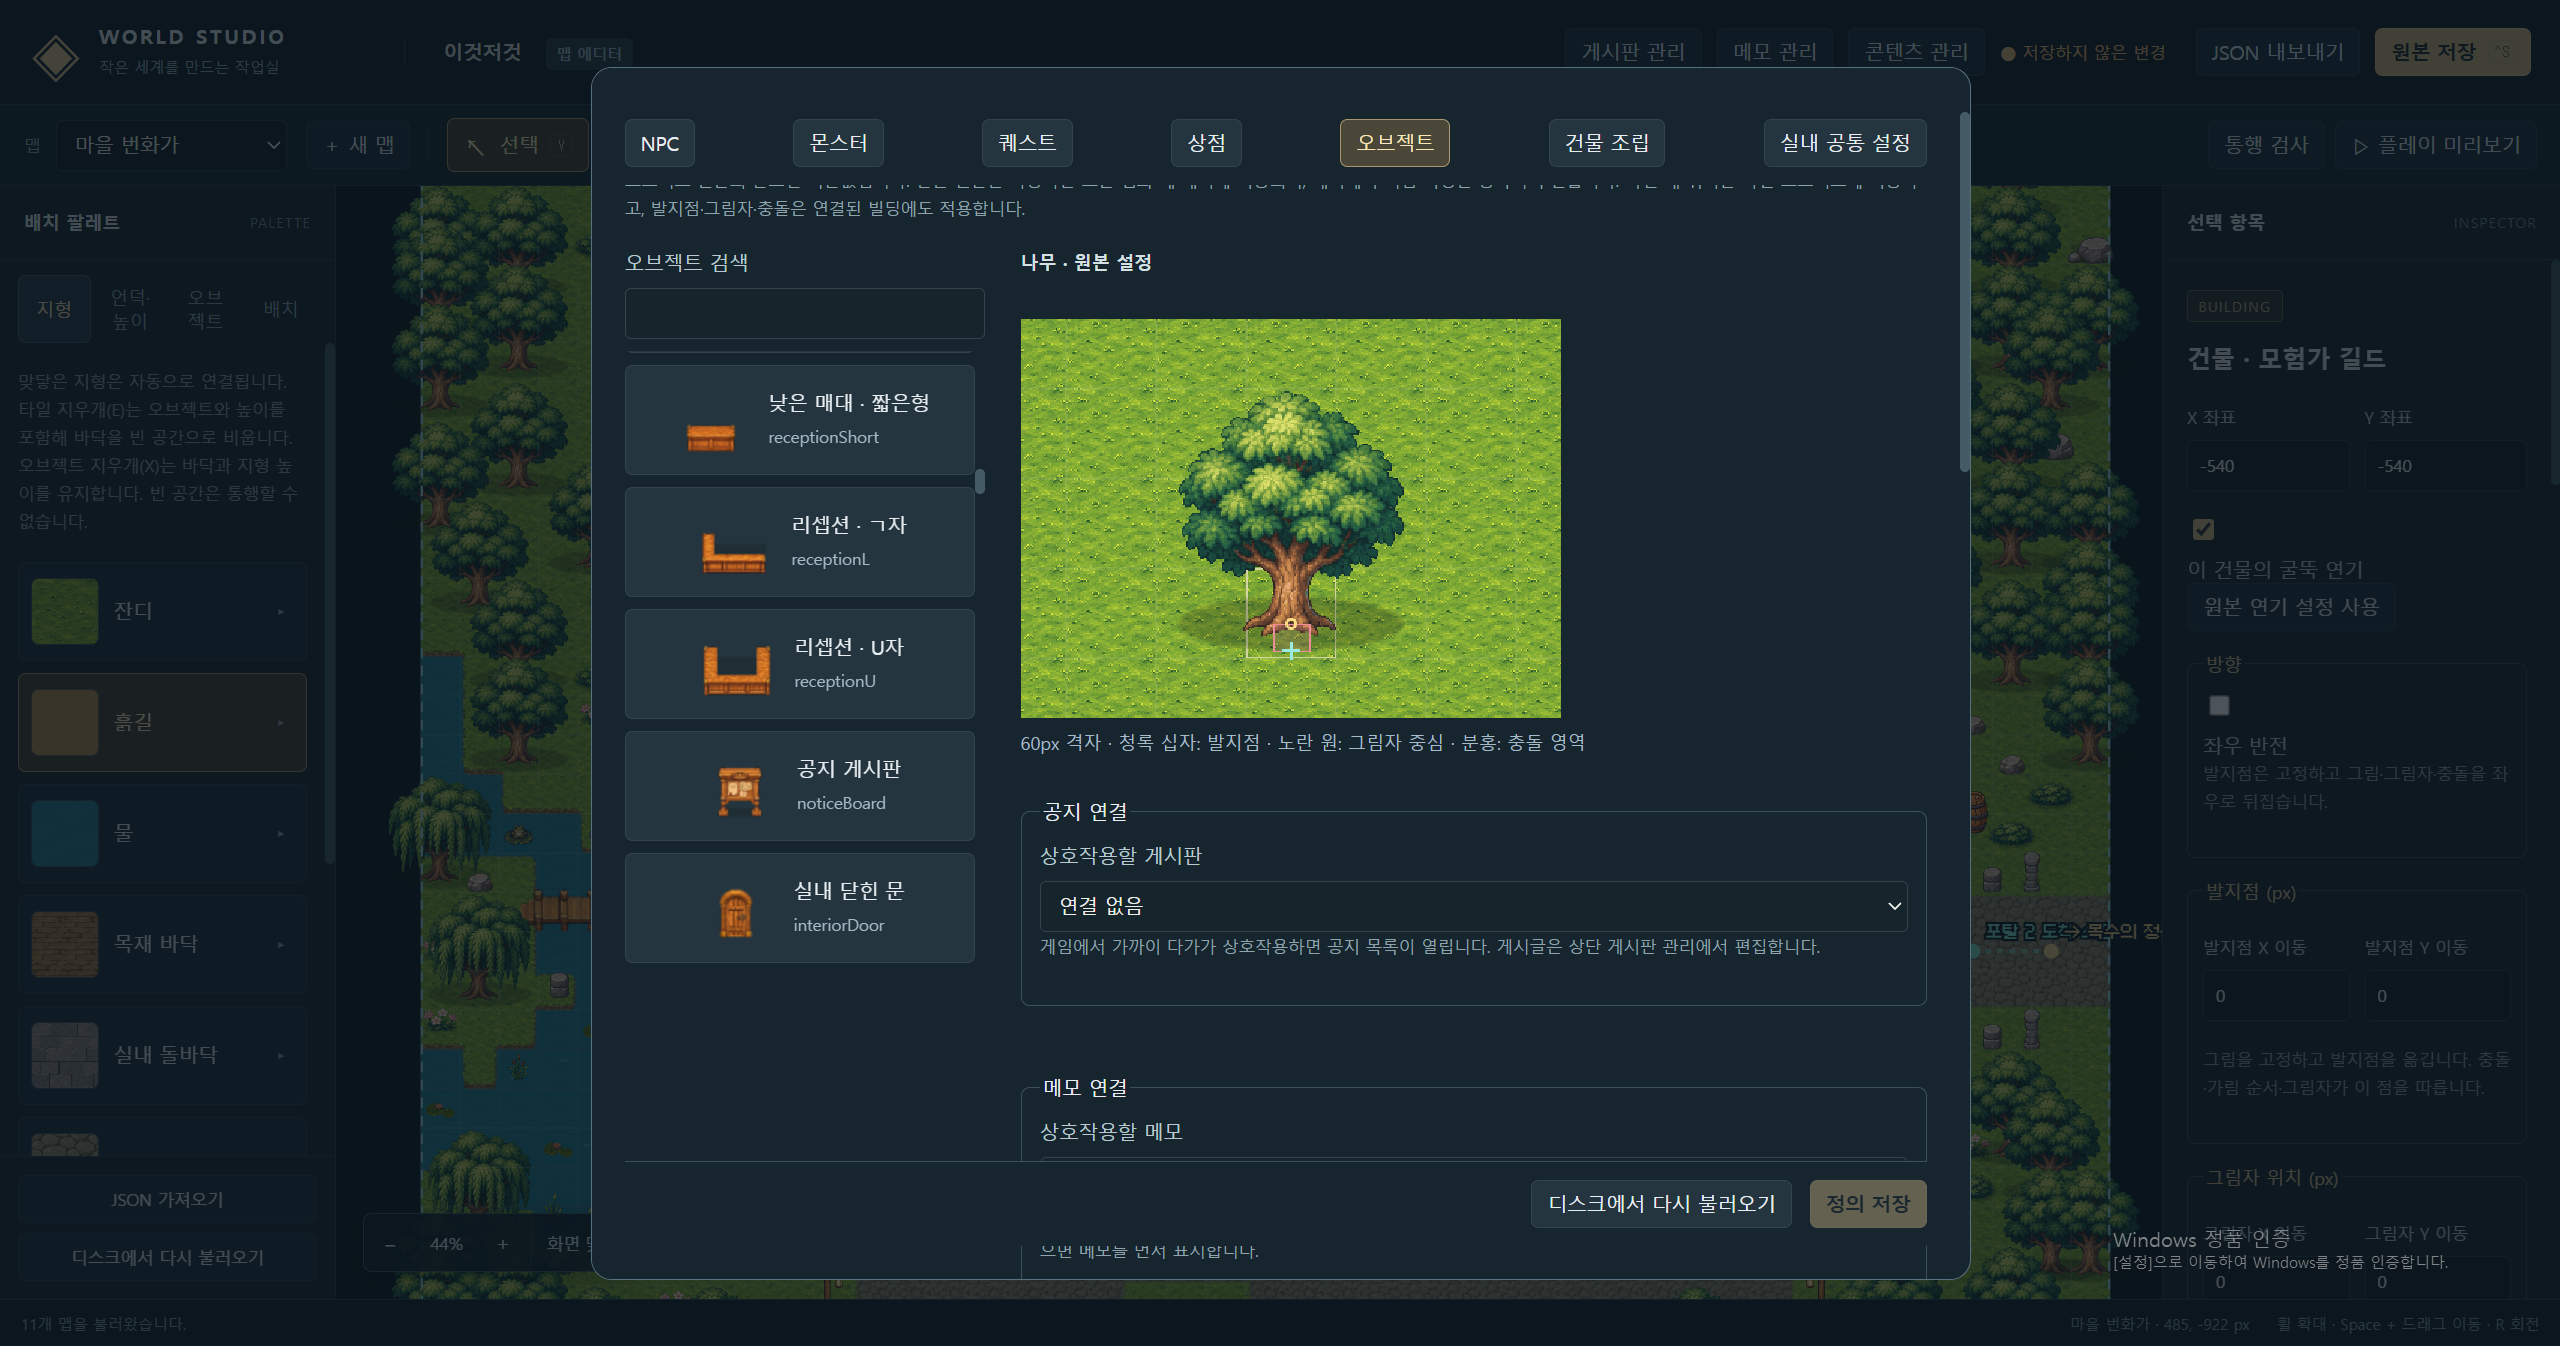 WORLD STUDIO
작은 세계를 만드는 작업실
이것저것
맵 에디터
게시판 관리
메모 관리
콘텐츠 관리
저장하지 않은 변경
JSON 내보내기
원본 저장 ^S
맵
마을 번화가
+ 새 맵
선택 V
통행 검사
플레이 미리보기
배치 팔레트
PALETTE
지형
언덕·
높이
오브
젝트
배치
맞닿은 지형은 자동으로 연결됩니다.
타일 지우개(E)는 오브젝트와 높이를
포함해 바닥을 빈 공간으로 비웁니다.
오브젝트 지우개(X)는 바닥과 지형 높
이를 유지합니다. 빈 공간은 통행할 수
없습니다.
잔디
흙길
물
목재 바닥
실내 돌바닥
JSON 가져오기
디스크에서 다시 불러오기
11개 맵을 불러왔습니다.
− 44% +
화면
NPC
몬스터
퀘스트
상점
오브젝트
건물 조립
실내 공통 설정
고, 발지점·그림자·충돌은 연결된 빌딩에도 적용합니다.
오브젝트 검색
낮은 매대 · 짧은형
receptionShort
리셉션 · ㄱ자
receptionL
리셉션 · U자
receptionU
공지 게시판
noticeBoard
실내 닫힌 문
interiorDoor
나무 · 원본 설정
60px 격자 · 청록 십자: 발지점 · 노란 원: 그림자 중심 · 분홍: 충돌 영역
공지 연결
상호작용할 게시판
연결 없음
게임에서 가까이 다가가 상호작용하면 공지 목록이 열립니다. 게시글은 상단 게시판 관리에서 편집합니다.
메모 연결
상호작용할 메모
디스크에서 다시 불러오기
정의 저장
으면 메모를 먼저 표시합니다.
선택 항목
INSPECTOR
BUILDING
건물 · 모험가 길드
X 좌표
Y 좌표
-540
-540
이 건물의 굴뚝 연기
원본 연기 설정 사용
방향
좌우 반전
발지점은 고정하고 그림·그림자·충돌을 좌
우로 뒤집습니다.
발지점 (px)
발지점 X 이동
발지점 Y 이동
0
0
그림을 고정하고 발지점을 옮깁니다. 충돌
·가림 순서·그림자가 이 점을 따릅니다.
그림자 위치 (px)
그림자 X 이동
그림자 Y 이동
0
0
Windows 정품 인증
[설정]으로 이동하여 Windows를 정품 인증합니다.
마을 번화가 · 485, -922 px
휠 확대 · Space + 드래그 이동 · R 회전